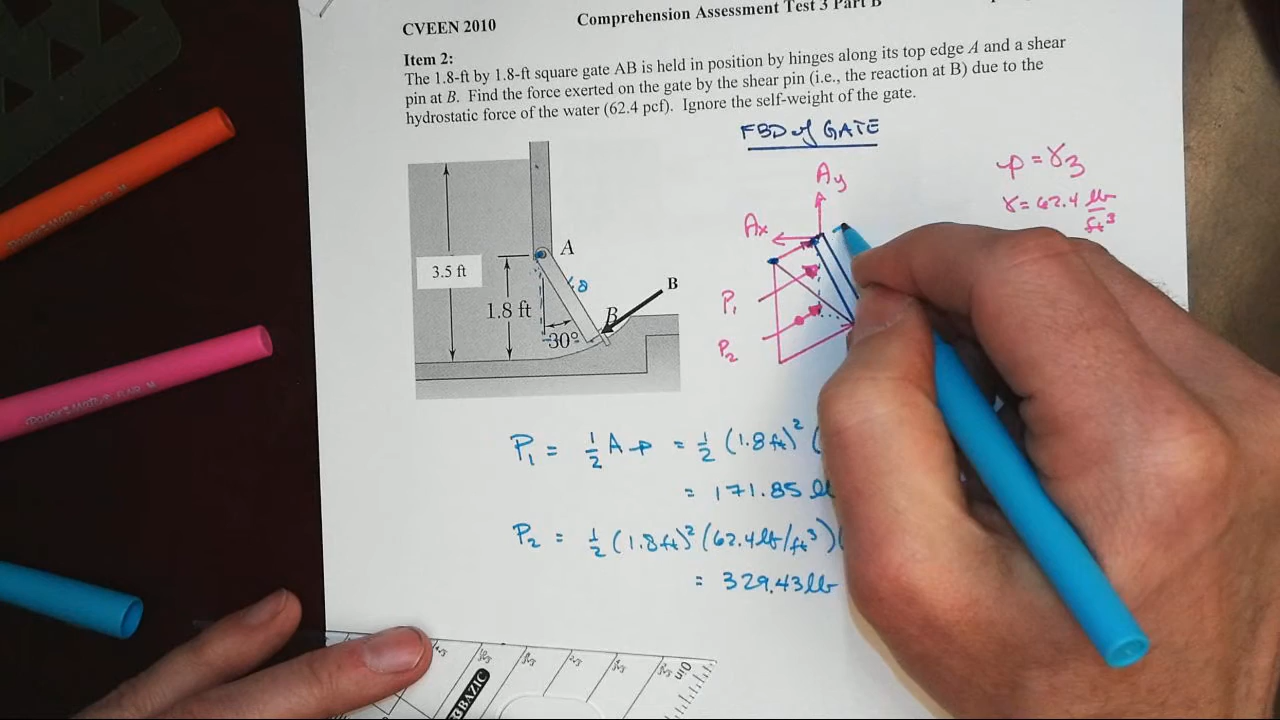 CVEEN 2010
Comprehension Assessment Test 3 Part B
Item 2:
The 1.8-ft by 1.8-ft square gate AB is held in position by hinges along its top edge A and a shear
pin at B. Find the force exerted on the gate by the shear pin (i.e., the reaction at B) due to the
hydrostatic force of the water (62.4 pcf). Ignore the self-weight of the gate.
FBD of GATE
Ay
Ax
P₁
P₂
p = γz
γ = 62.4 lb/ft³
A
3.5 ft
1.8 ft
1.8
B
B
30°
P₁ = 1/2 A p = 1/2 (1.8 ft)² (
= 171.85 lb
P₂ = 1/2 (1.8 ft)² (62.4 lb/ft³) (
= 329.43 lb
PaperMate
PaperMate
BAZIC